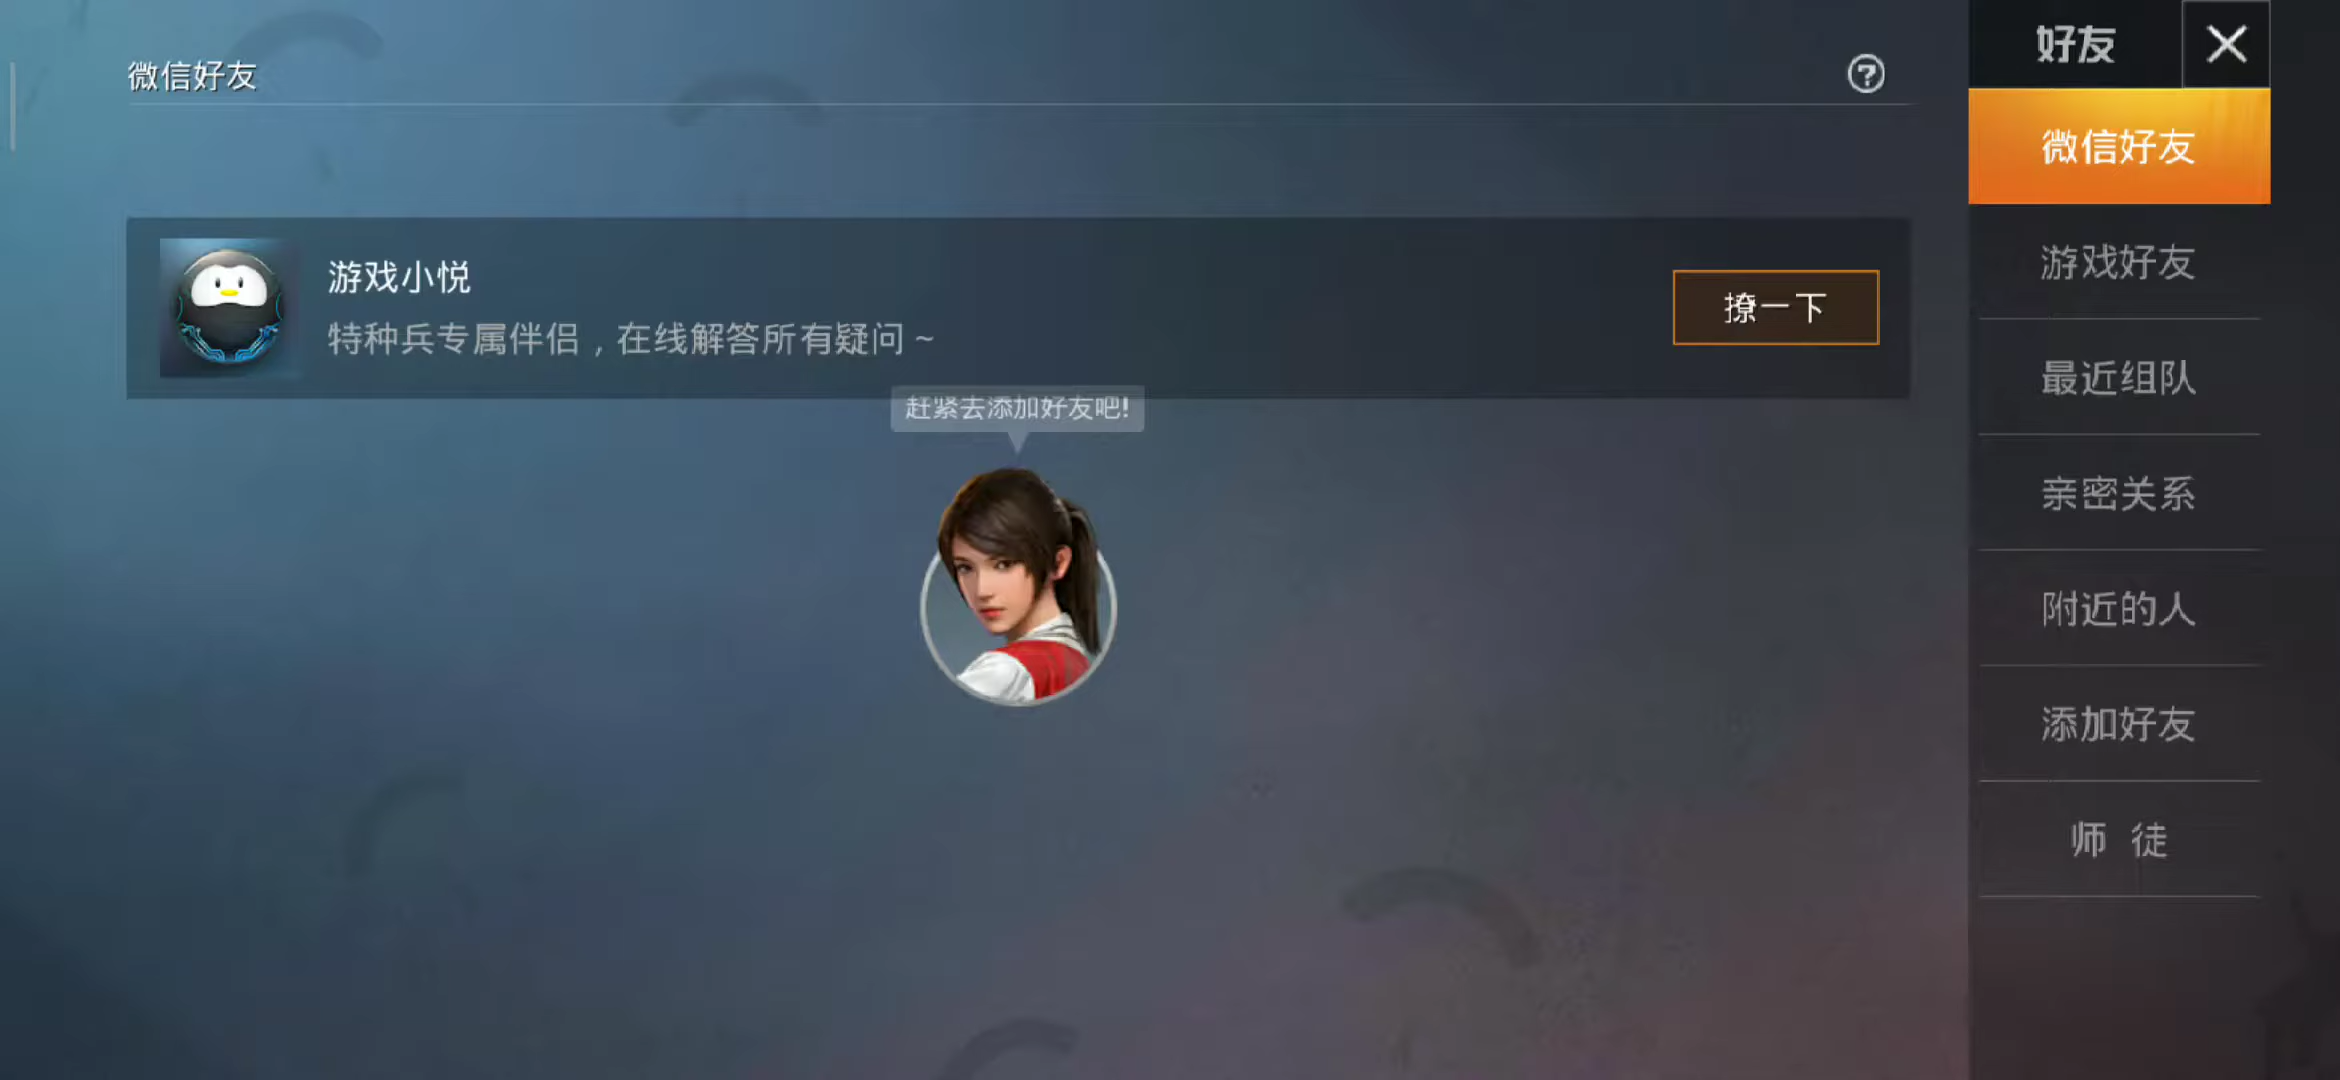 微信好友
游戏小悦
特种兵专属伴侣，在线解答所有疑问~
撩一下
赶紧去添加好友吧!
好友
微信好友
游戏好友
最近组队
亲密关系
附近的人
添加好友
师 徒